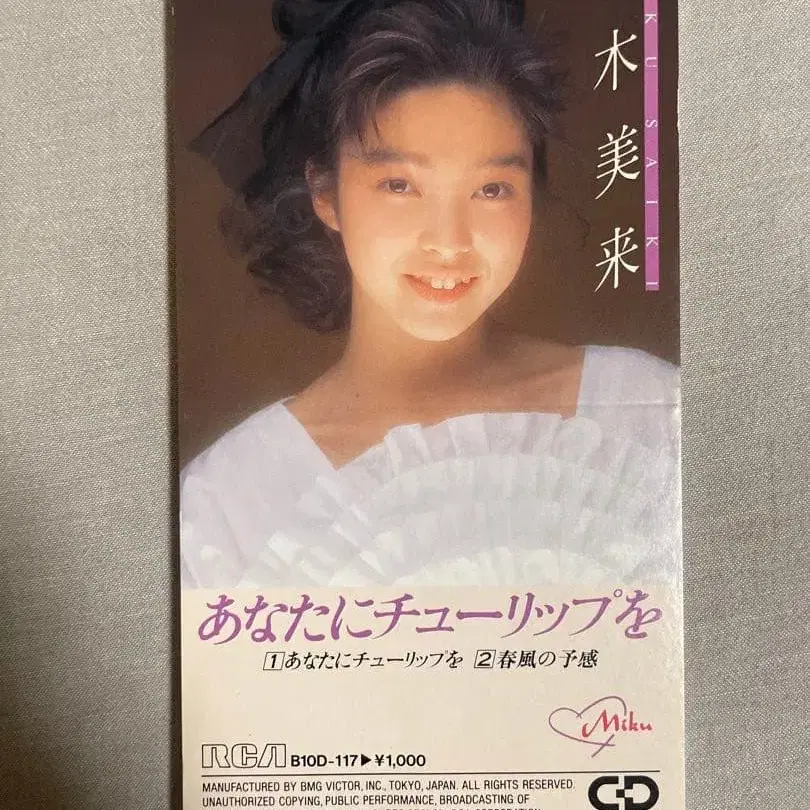 KU SAIKI
木美来
あなたにチューリップを
1 あなたにチューリップを 2 春風の予感
Miku
RCA B10D-117▶¥1,000
MANUFACTURED BY BMG VICTOR, INC., TOKYO, JAPAN. ALL RIGHTS RESERVED.
UNAUTHORIZED COPYING, PUBLIC PERFORMANCE, BROADCASTING OF
CD